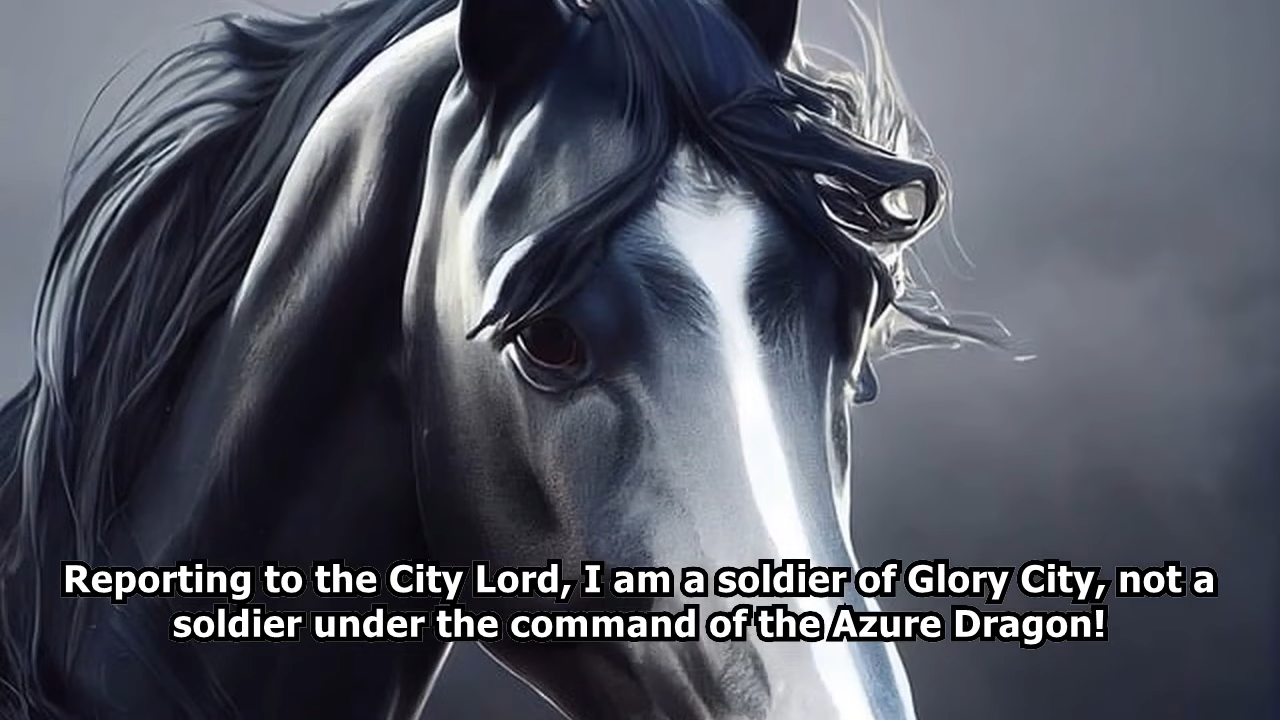 Reporting to the City Lord, I am a soldier of Glory City, not a
soldier under the command of the Azure Dragon!